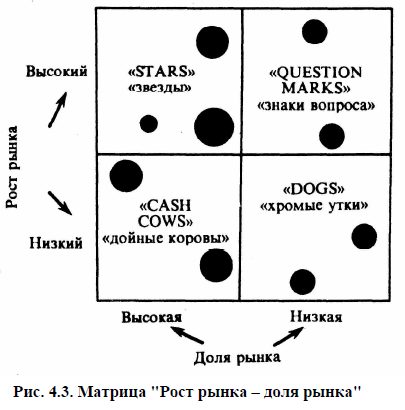 Рост рынка
Высокий
Низкий
«STARS»
«звезды»
«QUESTION
MARKS»
«знаки вопроса»
«CASH
COWS»
«дойные коровы»
«DOGS»
«хромые утки»
Высокая
Низкая
Доля рынка
Рис. 4.3. Матрица "Рост рынка – доля рынка"